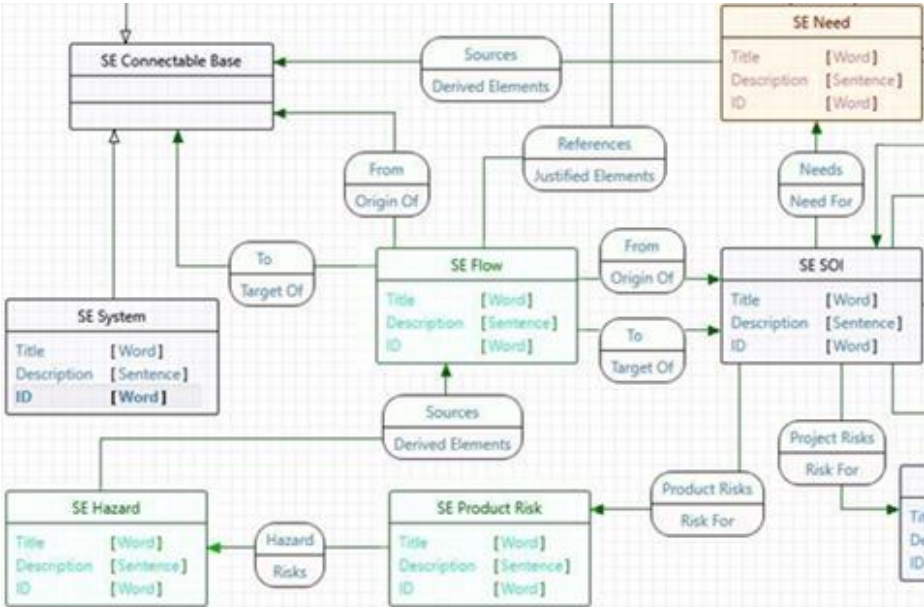 SE Need
Title [Word]
Description [Sentence]
ID [Word]
SE Connectable Base
Sources
Derived Elements
References
Justified Elements
From
Origin Of
Needs
Need For
To
Target Of
SE Flow
Title [Word]
Description [Sentence]
ID [Word]
From
Origin Of
To
Target Of
SE SOI
Title [Word]
Description [Sentence]
ID [Word]
SE System
Title [Word]
Description [Sentence]
ID [Word]
Sources
Derived Elements
Project Risks
Risk For
Product Risks
Risk For
SE Hazard
Title [Word]
Description [Sentence]
ID [Word]
Hazard
Risks
SE Product Risk
Title [Word]
Description [Sentence]
ID [Word]
ID